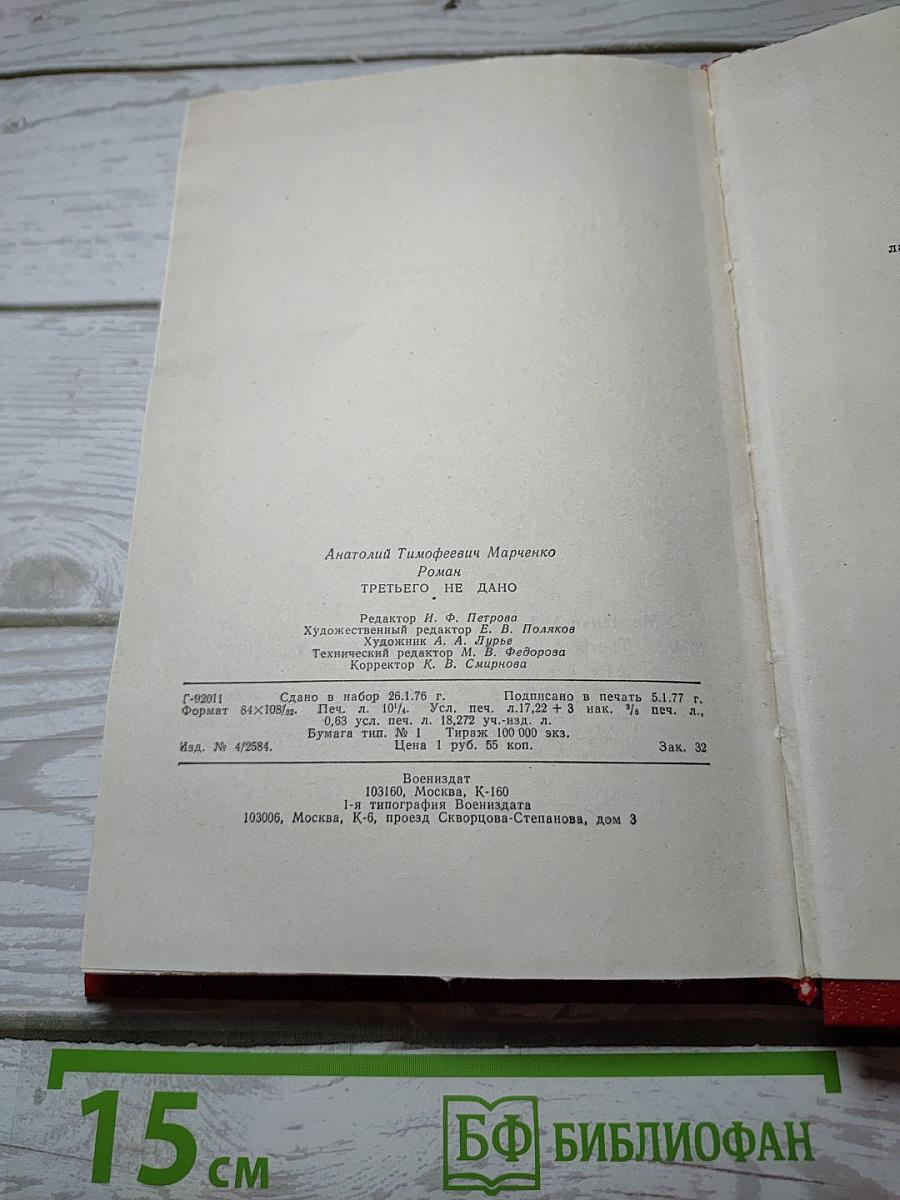 Анатолий Тимофеевич Марченко
Роман
ТРЕТЬЕГО НЕ ДАНО
Редактор И. Ф. Петрова
Художественный редактор Е. В. Поляков
Художник А. А. Лурье
Технический редактор М. В. Федорова
Корректор К. В. Смирнова
Г-92011 Сдано в набор 26.1.76 г. Подписано в печать 5.1.77 г.
Формат 84×108/32. Печ. л. 10¼. Усл. печ. л.17,22 + 3 нак. ³/₈ печ. л.,
0,63 усл. печ. л. 18,272 уч.-изд. л.
Бумага тип. № 1 Тираж 100 000 экз.
Изд. № 4/2584. Цена 1 руб. 55 коп. Зак. 32
Воениздат
103160, Москва, К-160
1-я типография Воениздата
103006, Москва, К-6, проезд Скворцова-Степанова, дом 3
15 см
БФ БИБЛИОФАН